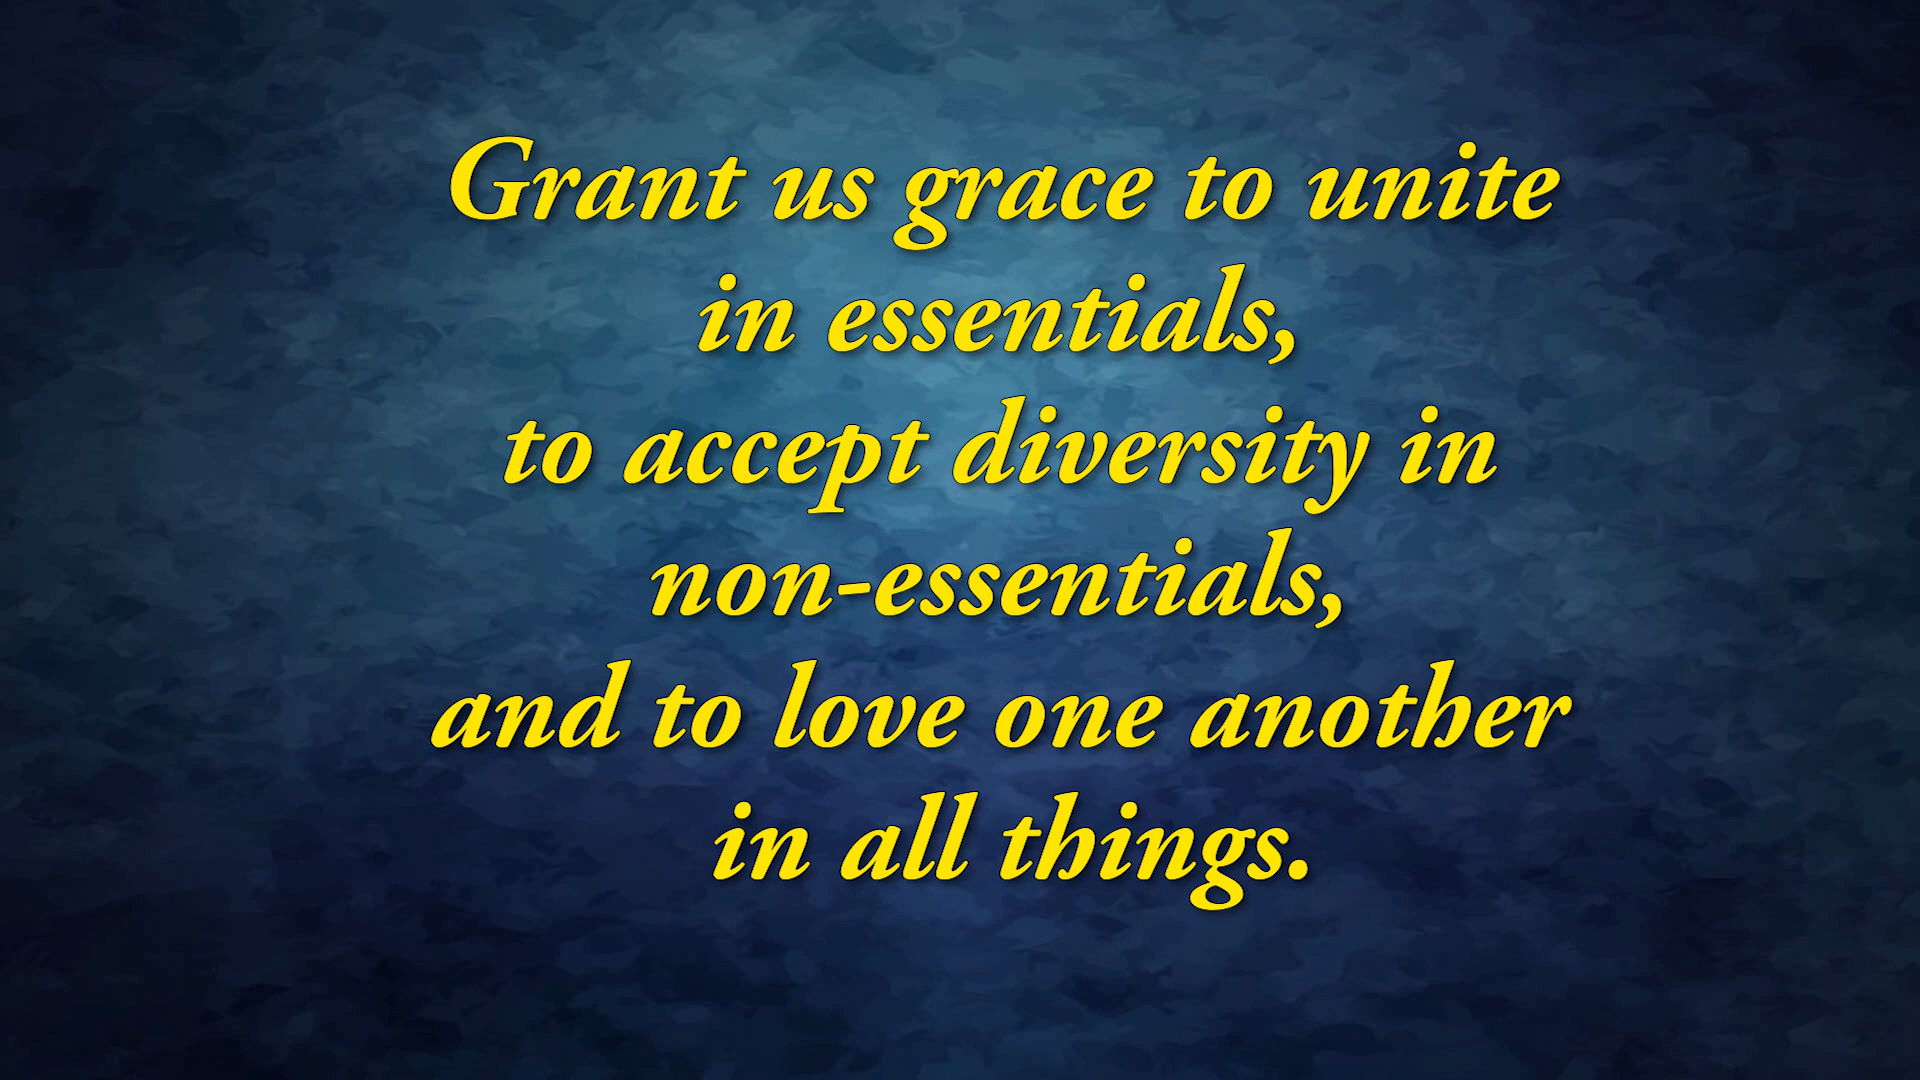 Grant us grace to unite
in essentials,
to accept diversity in
non-essentials,
and to love one another
in all things.